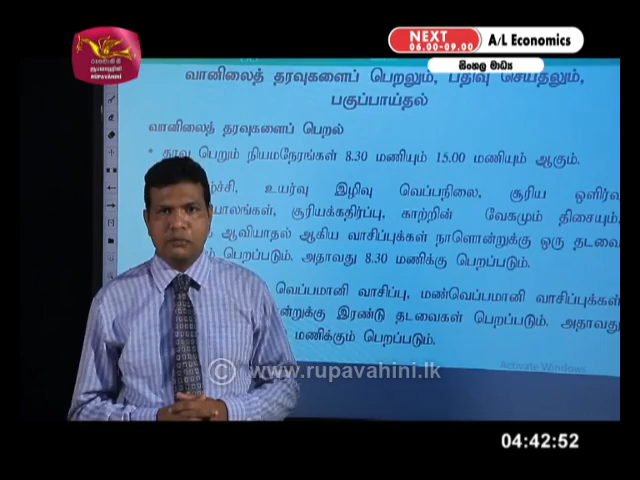 NEXT
06.00-09.00
A/L Economics
සිංහල මාධ්‍ය
RUPAVAHINI
வானிலைத் தரவுகளைப் பெறலும், பதிவு செய்தலும்,
பகுப்பாய்தல்
வானிலைத் தரவுகளைப் பெறல்
* தரவு பெறும் நியமநேரங்கள் 8.30 மணியும் 15.00 மணியும் ஆகும்.
உயர்வு இழிவு வெப்பநிலை, சூரிய ஒளிர்வு
சூரியக்கதிர்ப்பு, காற்றின் வேகமும் திசையும்,
ஆவியாதல் ஆகிய வாசிப்புக்கள் நாளொன்றுக்கு ஒரு தடவை
பெறப்படும். அதாவது 8.30 மணிக்கு பெறப்படும்.
வெப்பமானி வாசிப்பு, மண்வெப்பமானி வாசிப்புக்கள்
இரண்டு தடவைகள் பெறப்படும். அதாவது
மணிக்கும் பெறப்படும்.
Activate Windows
© www.rupavahini.lk
04:42:52